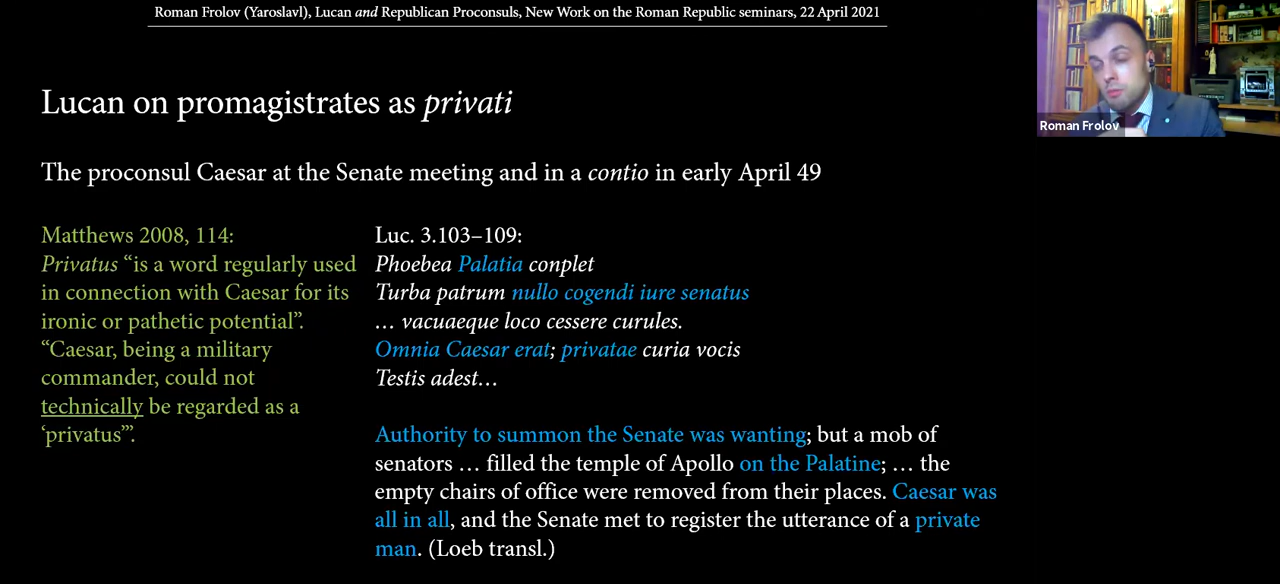 Roman Frolov (Yaroslavl), Lucan and Republican Proconsuls, New Work on the Roman Republic seminars, 22 April 2021
Roman Frolov
Lucan on promagistrates as privati
The proconsul Caesar at the Senate meeting and in a contio in early April 49
Matthews 2008, 114:
Privatus “is a word regularly used
in connection with Caesar for its
ironic or pathetic potential”.
“Caesar, being a military
commander, could not
technically be regarded as a
‘privatus’”.
Luc. 3.103–109:
Phoebea Palatia conplet
Turba patrum nullo cogendi iure senatus
… vacuaeque loco cessere curules.
Omnia Caesar erat; privatae curia vocis
Testis adest…
Authority to summon the Senate was wanting; but a mob of
senators … filled the temple of Apollo on the Palatine; … the
empty chairs of office were removed from their places. Caesar was
all in all, and the Senate met to register the utterance of a private
man. (Loeb transl.)